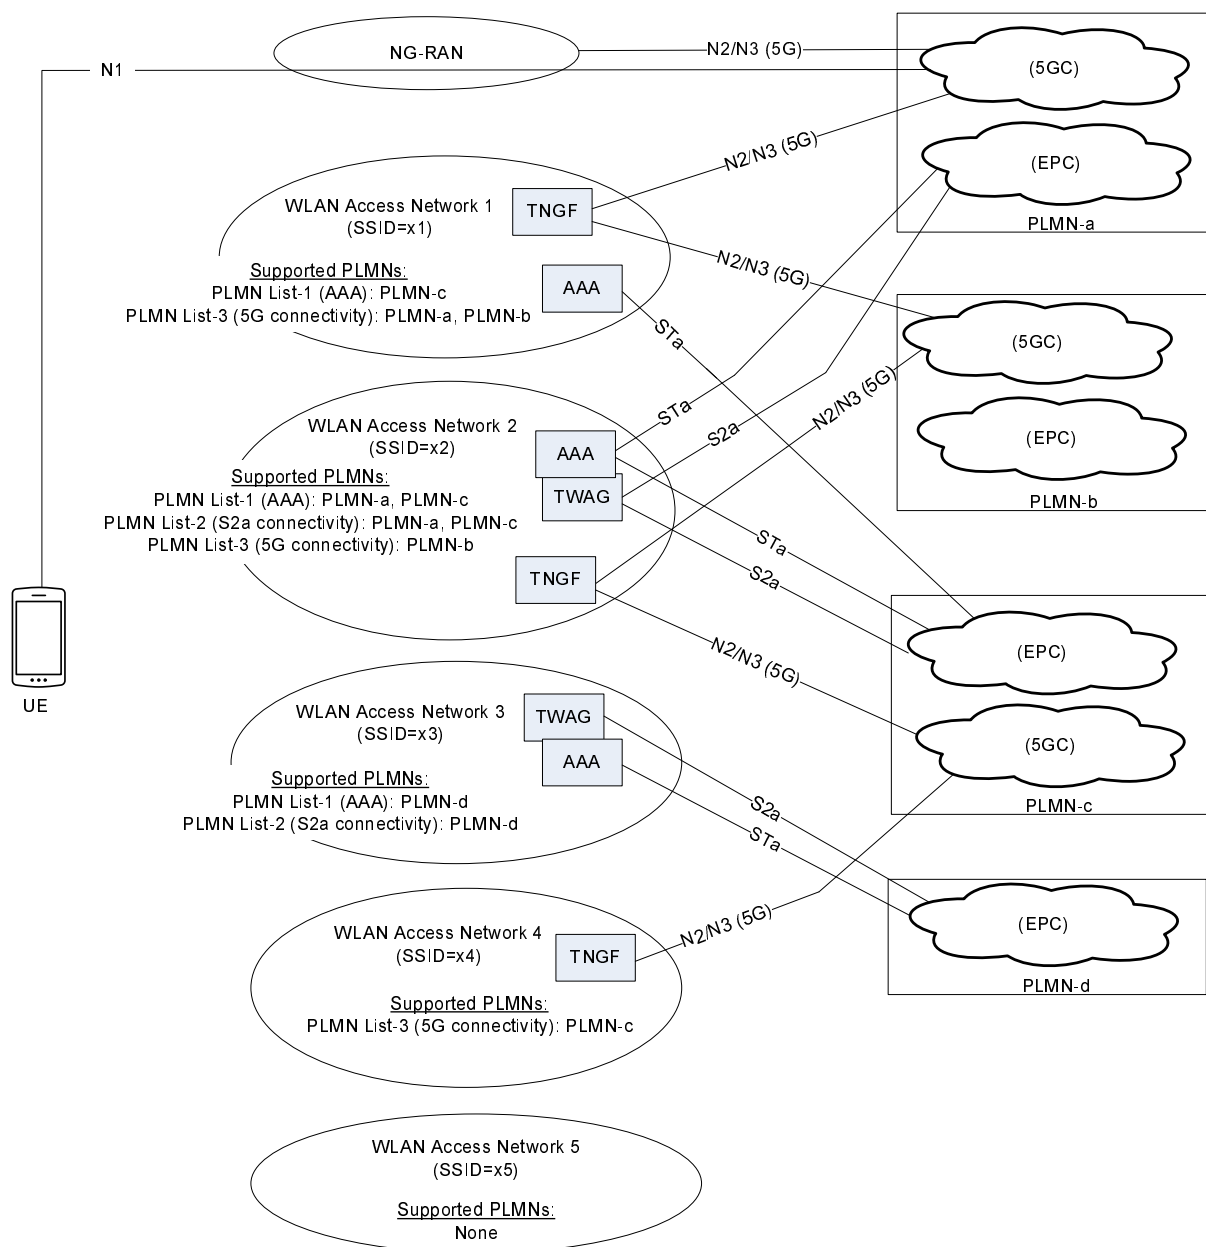 NG-RAN
N2/N3 (5G)
(5GC)
N1
N2/N3 (5G)
(EPC)
PLMN-a
WLAN Access Network 1
(SSID=x1)
TNGF
Supported PLMNs:
PLMN List-1 (AAA): PLMN-c
PLMN List-3 (5G connectivity): PLMN-a, PLMN-b
AAA
N2/N3 (5G)
STa
(5GC)
(EPC)
PLMN-b
N2/N3 (5G)
STa
S2a
WLAN Access Network 2
(SSID=x2)
AAA
TWAG
Supported PLMNs:
PLMN List-1 (AAA): PLMN-a, PLMN-c
PLMN List-2 (S2a connectivity): PLMN-a, PLMN-c
PLMN List-3 (5G connectivity): PLMN-b
TNGF
STa
S2a
N2/N3 (5G)
(EPC)
(5GC)
PLMN-c
UE
WLAN Access Network 3
(SSID=x3)
TWAG
AAA
Supported PLMNs:
PLMN List-1 (AAA): PLMN-d
PLMN List-2 (S2a connectivity): PLMN-d
S2a
STa
(EPC)
PLMN-d
WLAN Access Network 4
(SSID=x4)
TNGF
N2/N3 (5G)
Supported PLMNs:
PLMN List-3 (5G connectivity): PLMN-c
WLAN Access Network 5
(SSID=x5)
Supported PLMNs:
None